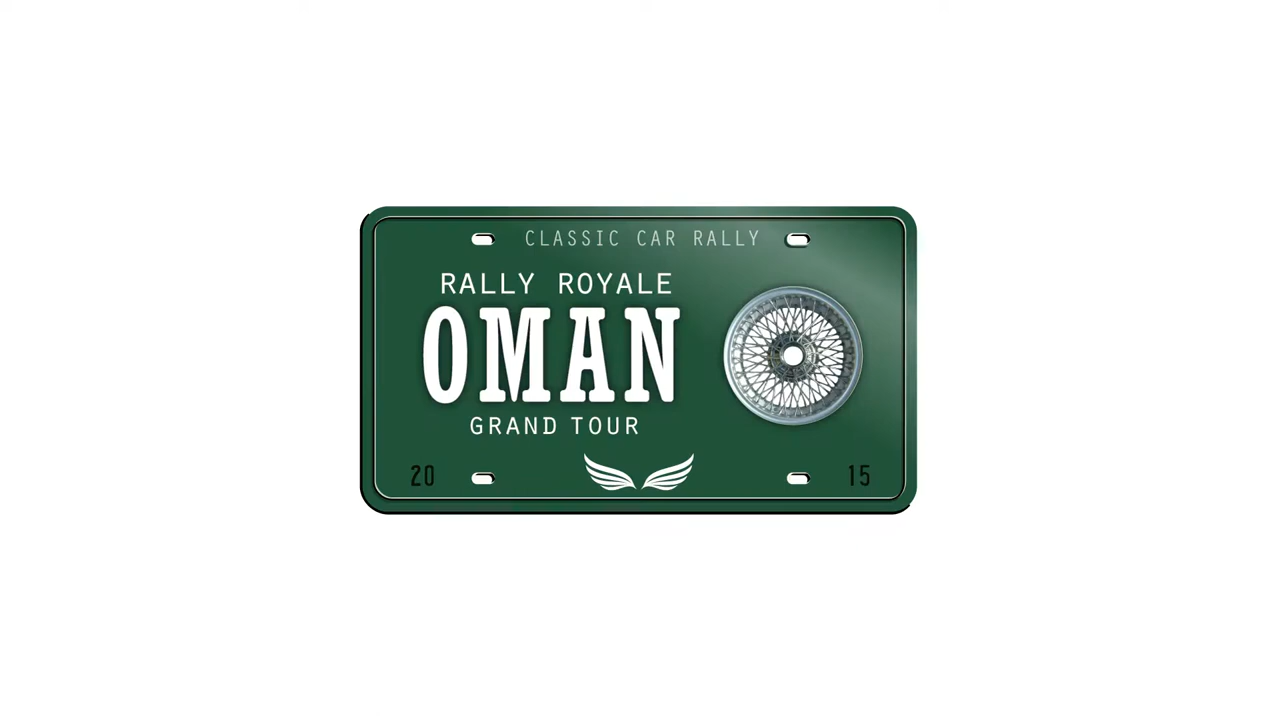 CLASSIC CAR RALLY
RALLY ROYALE
OMAN
GRAND TOUR
20 15